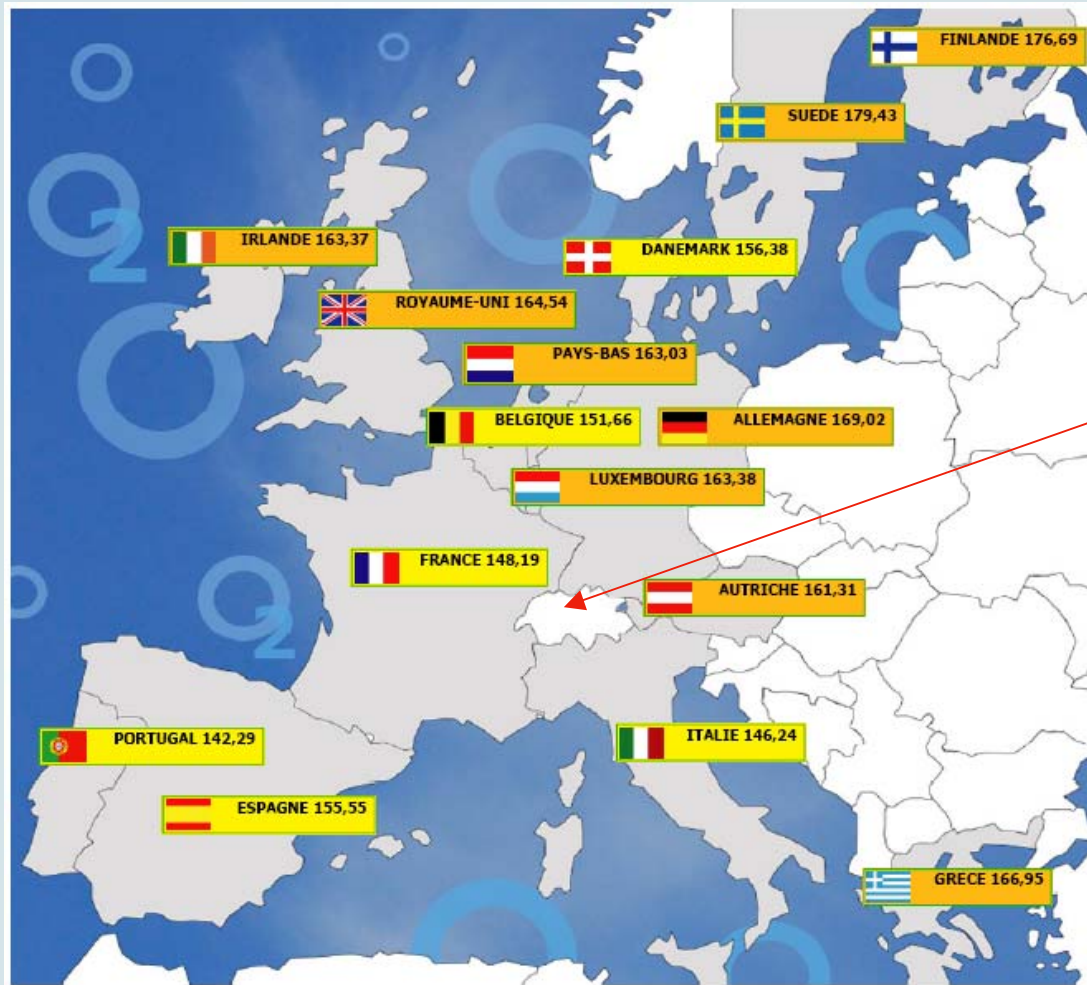 FINLANDE 176,69
SUEDE 179,43
2
IRLANDE 163,37
DANEMARK 156,38
ROYAUME-UNI 164,54
PAYS-BAS 163,03
BELGIQUE 151,66
ALLEMAGNE 169,02
LUXEMBOURG 163,38
FRANCE 148,19
AUTRICHE 161,31
2
PORTUGAL 142,29
ITALIE 146,24
ESPAGNE 155,55
GRECE 166,95